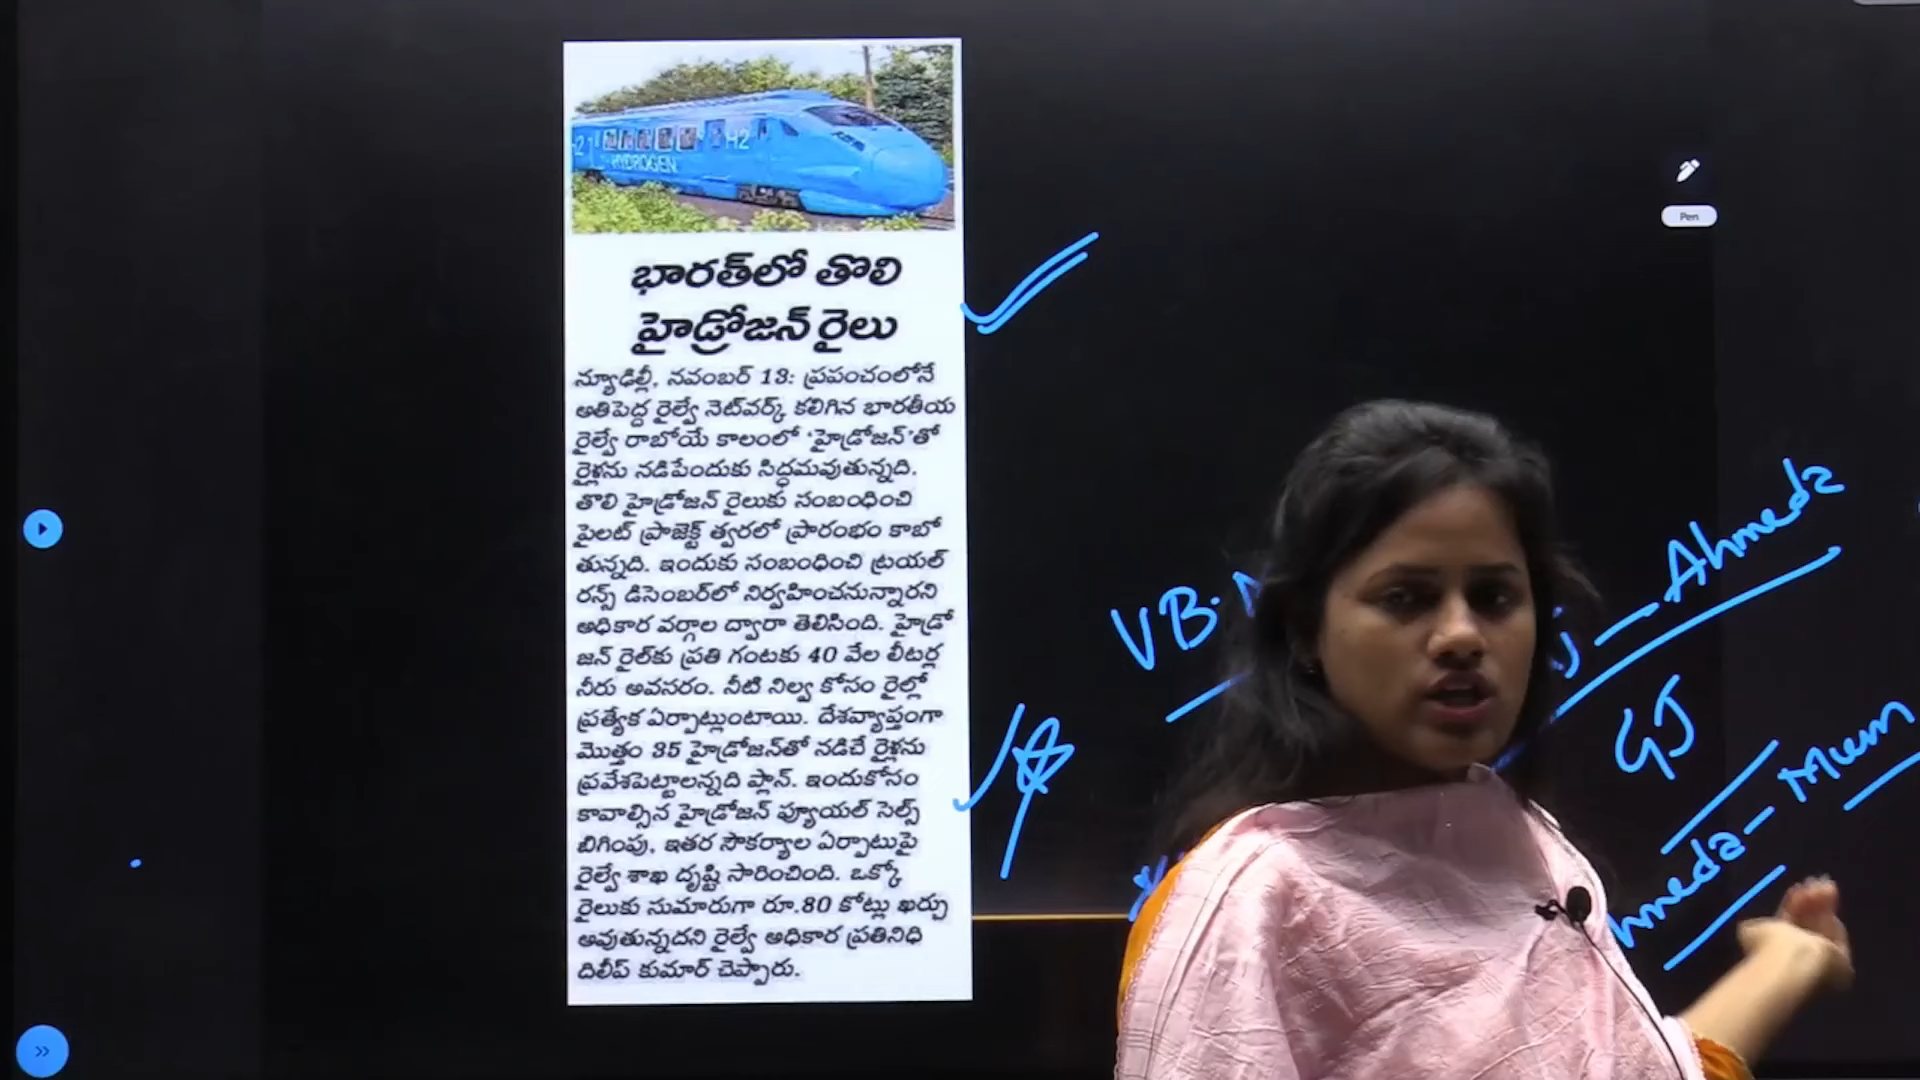 H2
HYDROGEN
భారత్‌లో తొలి
హైడ్రోజన్ రైలు
న్యూఢిల్లీ, నవంబర్ 13: ప్రపంచంలోనే
అతిపెద్ద రైల్వే నెట్‌వర్క్ కలిగిన భారతీయ
రైల్వే రాబోయే కాలంలో 'హైడ్రోజన్'తో
రైళ్లను నడిపేందుకు సిద్ధమవుతున్నది.
తొలి హైడ్రోజన్ రైలుకు సంబంధించి
పైలట్ ప్రాజెక్ట్ త్వరలో ప్రారంభం కాబో
తున్నది. ఇందుకు సంబంధించి ట్రయల్
రన్స్ డిసెంబర్‌లో నిర్వహించనున్నారని
అధికార వర్గాల ద్వారా తెలిసింది. హైడ్రో
జన్ రైల్‌కు ప్రతి గంటకు 40 వేల లీటర్ల
నీరు అవసరం. నీటి నిల్వ కోసం రైల్లో
ప్రత్యేక ఏర్పాట్లుంటాయి. దేశవ్యాప్తంగా
మొత్తం 35 హైడ్రోజన్‌తో నడిచే రైళ్లను
ప్రవేశపెట్టాలన్నది ప్లాన్. ఇందుకోసం
కావాల్సిన హైడ్రోజన్ ఫ్యూయల్ సెల్స్
బిగింపు, ఇతర సౌకర్యాల ఏర్పాటుపై
రైల్వే శాఖ దృష్టి సారించింది. ఒక్కో
రైలుకు సుమారుగా రూ.80 కోట్లు ఖర్చు
అవుతున్నదని రైల్వే అధికార ప్రతినిధి
దిలీప్ కుమార్ చెప్పారు.
Pen
VB.
– Ahmeda
GJ
hmeda – Mum